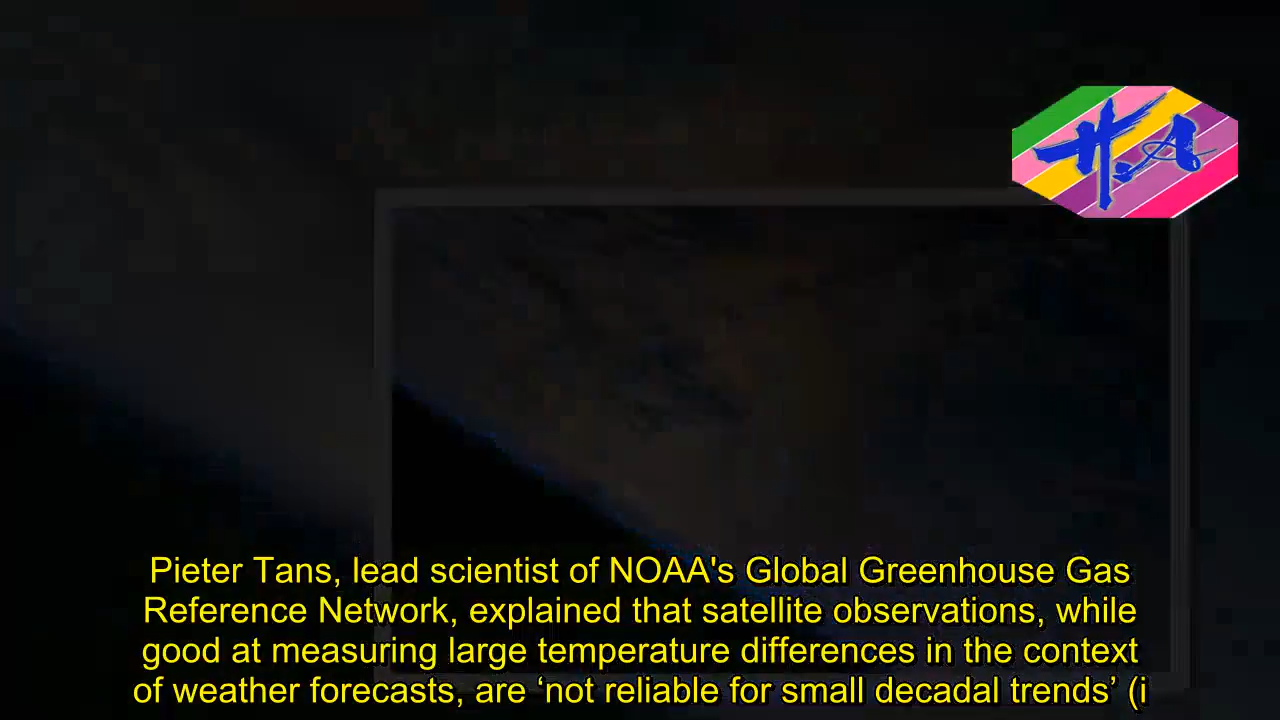 H.A
Pieter Tans, lead scientist of NOAA's Global Greenhouse Gas
Reference Network, explained that satellite observations, while
good at measuring large temperature differences in the context
of weather forecasts, are ‘not reliable for small decadal trends’ (i